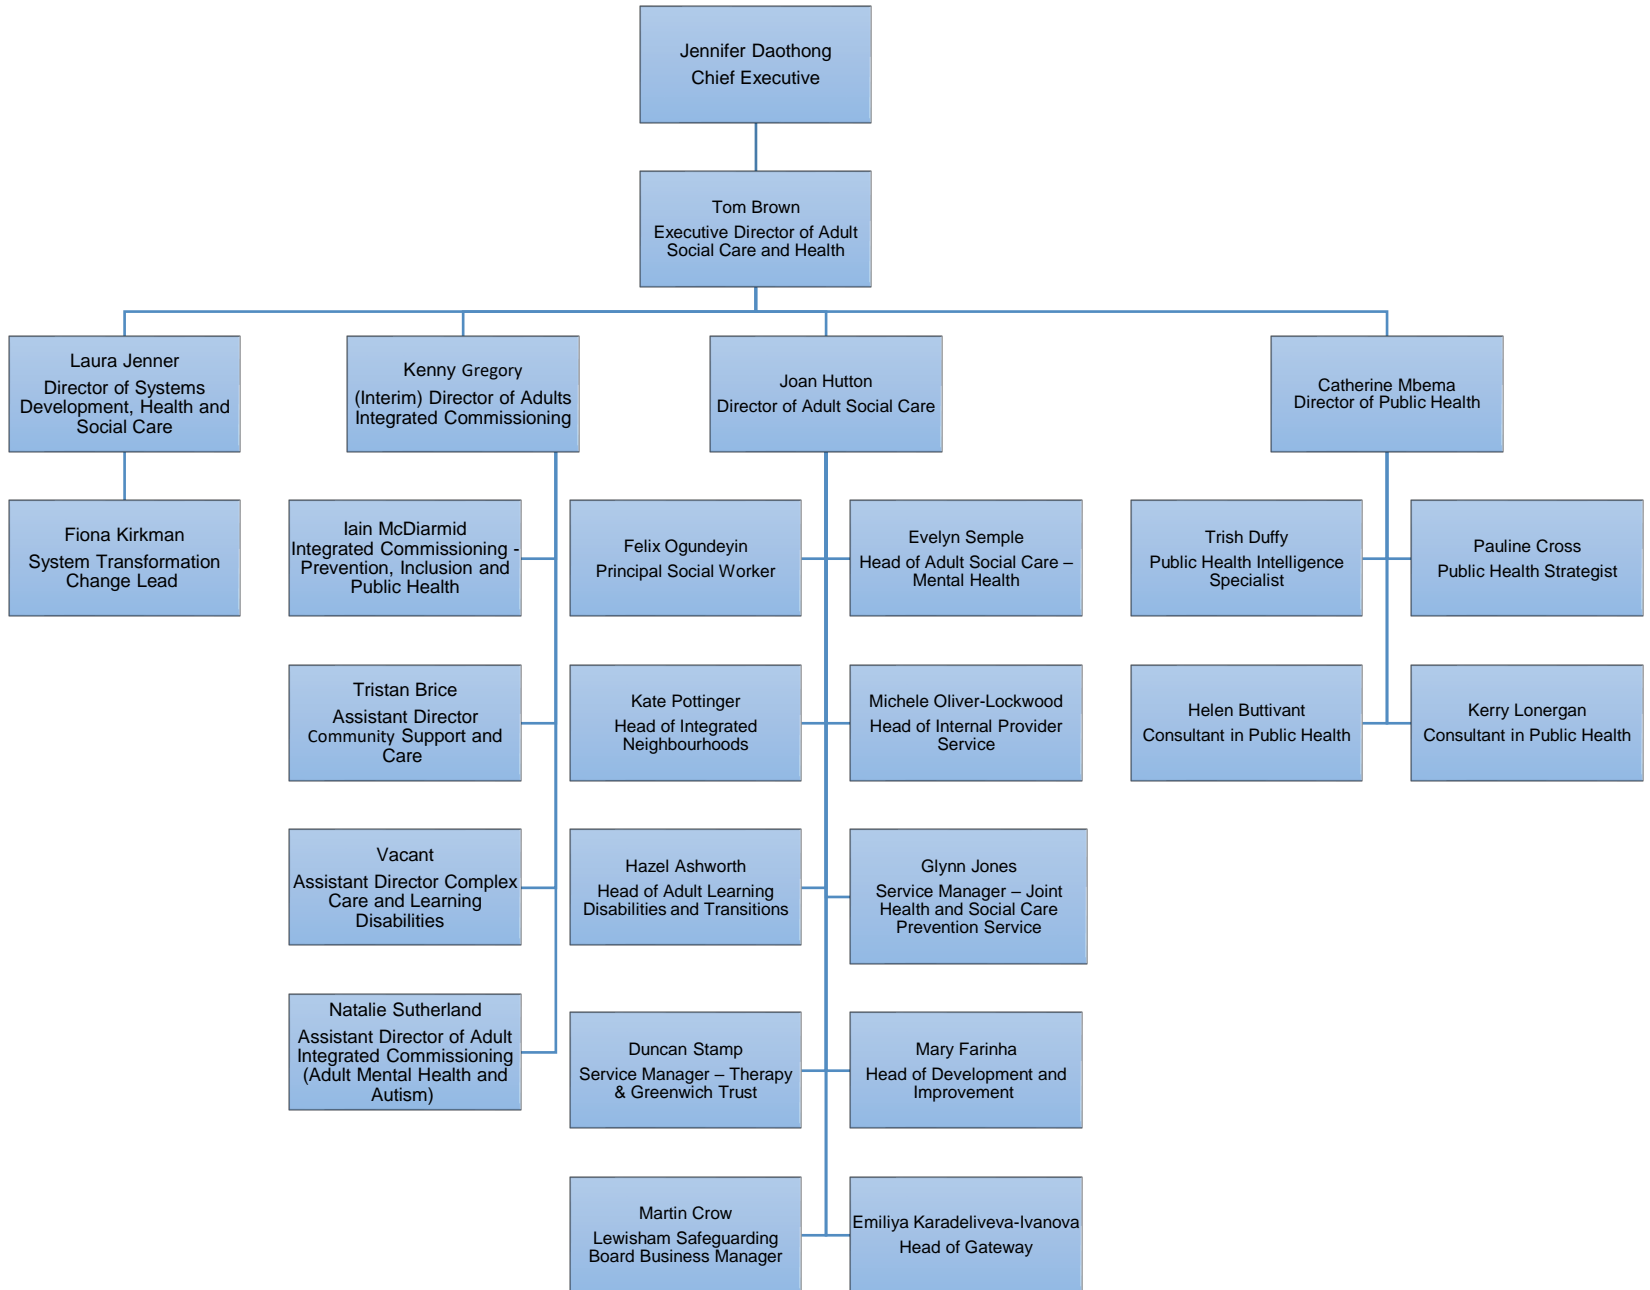 Jennifer Daothong
Chief Executive
Tom Brown
Executive Director of Adult
Social Care and Health
Laura Jenner
Director of Systems
Development, Health and
Social Care
Kenny Gregory
(Interim) Director of Adults
Integrated Commissioning
Joan Hutton
Director of Adult Social Care
Catherine Mbema
Director of Public Health
Fiona Kirkman
System Transformation
Change Lead
Iain McDiarmid
Integrated Commissioning -
Prevention, Inclusion and
Public Health
Felix Ogundeyin
Principal Social Worker
Evelyn Semple
Head of Adult Social Care –
Mental Health
Trish Duffy
Public Health Intelligence
Specialist
Pauline Cross
Public Health Strategist
Tristan Brice
Assistant Director
Community Support and
Care
Kate Pottinger
Head of Integrated
Neighbourhoods
Michele Oliver-Lockwood
Head of Internal Provider
Service
Helen Buttivant
Consultant in Public Health
Kerry Lonergan
Consultant in Public Health
Vacant
Assistant Director Complex
Care and Learning
Disabilities
Hazel Ashworth
Head of Adult Learning
Disabilities and Transitions
Glynn Jones
Service Manager – Joint
Health and Social Care
Prevention Service
Natalie Sutherland
Assistant Director of Adult
Integrated Commissioning
(Adult Mental Health and
Autism)
Duncan Stamp
Service Manager – Therapy
& Greenwich Trust
Mary Farinha
Head of Development and
Improvement
Martin Crow
Lewisham Safeguarding
Board Business Manager
Emiliya Karadeliveva-Ivanova
Head of Gateway